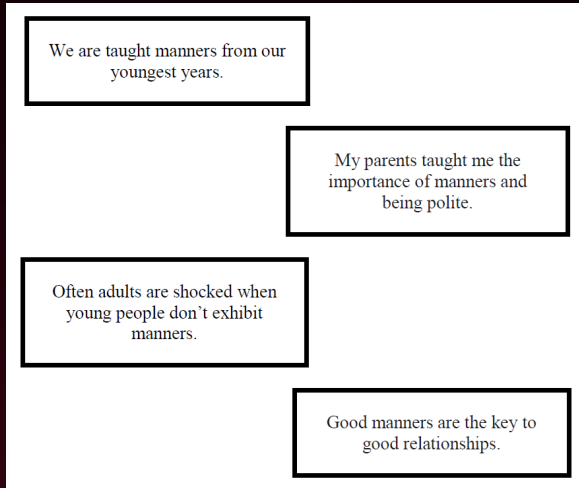 We are taught manners from our
youngest years.
My parents taught me the
importance of manners and
being polite.
Often adults are shocked when
young people don’t exhibit
manners.
Good manners are the key to
good relationships.